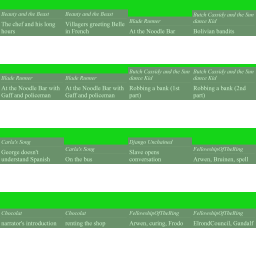 Beauty and the Beast
The chef and his long
hours
Beauty and the Beast
Villagers greeting Belle
in French
Blade Runner
At the Noodle Bar
Butch Cassidy and the Sun
dance Kid
Bolivian bandits
Blade Runner
At the Noodle Bar with
Gaff and policeman
Blade Runner
At the Noodle Bar with
Gaff and policeman
Butch Cassidy and the Sun
dance Kid
Robbing a bank (1st
part)
Butch Cassidy and the Sun
dance Kid
Robbing a bank (2nd
part)
Carla's Song
George doesn't
understand Spanish)
Carla's Song
On the bus
Django Unchained
Slave opens
conversation
FellowshipOfTheRing
Arwen, Bruinen, spell
Chocolat
narrator's introduction
Chocolat
renting the shop
FellowshipOfTheRing
Arwen, curing, Frodo
FellowshipOfTheRing
ElrondCouncil, Gandalf